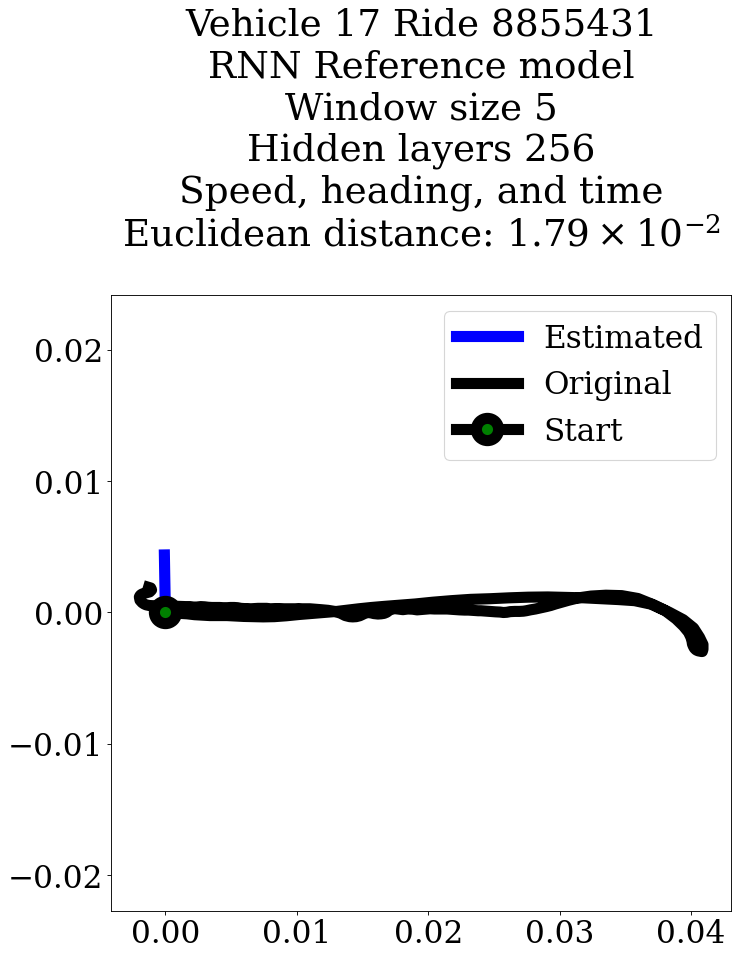 Vehicle 17 Ride 8855431
RNN Reference model
Window size 5
Hidden layers 256
Speed, heading, and time
Euclidean distance: 1.79 × 10⁻²
Estimated
Original
Start
0.02
0.01
0.00
−0.01
−0.02
0.00 0.01 0.02 0.03 0.04